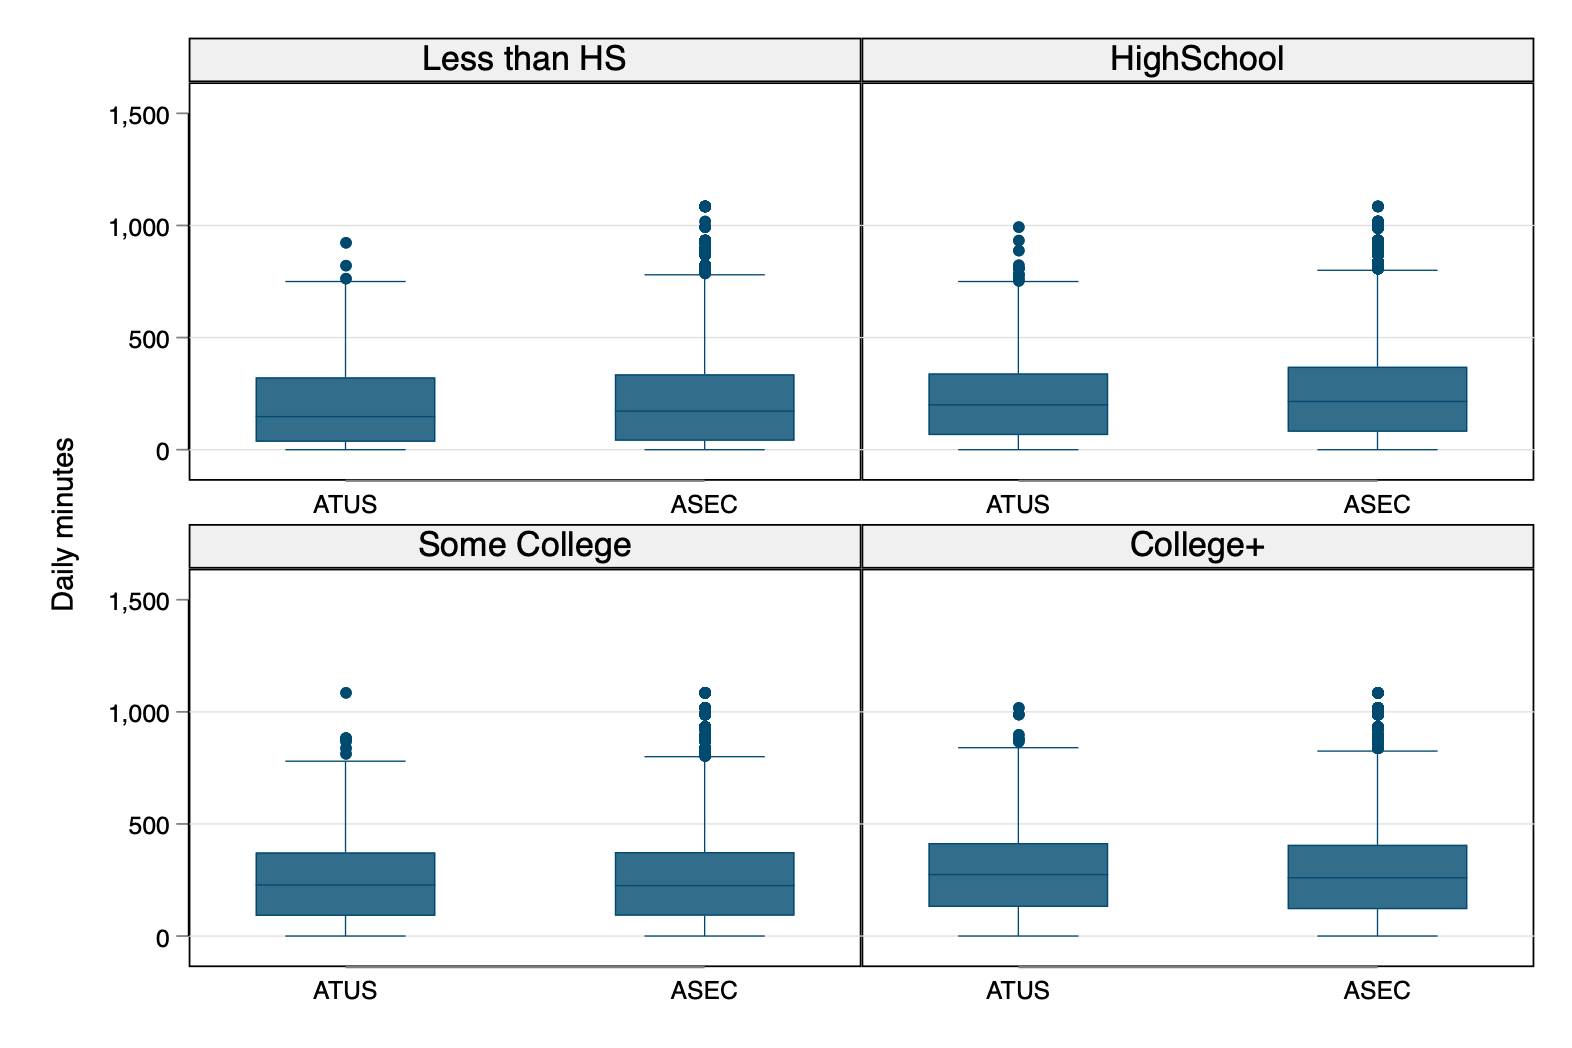 Less than HS
HighSchool
1,500
1,000
500
0
ATUS
ASEC
ATUS
ASEC
Daily minutes
Some College
College+
1,500
1,000
500
0
ATUS
ASEC
ATUS
ASEC